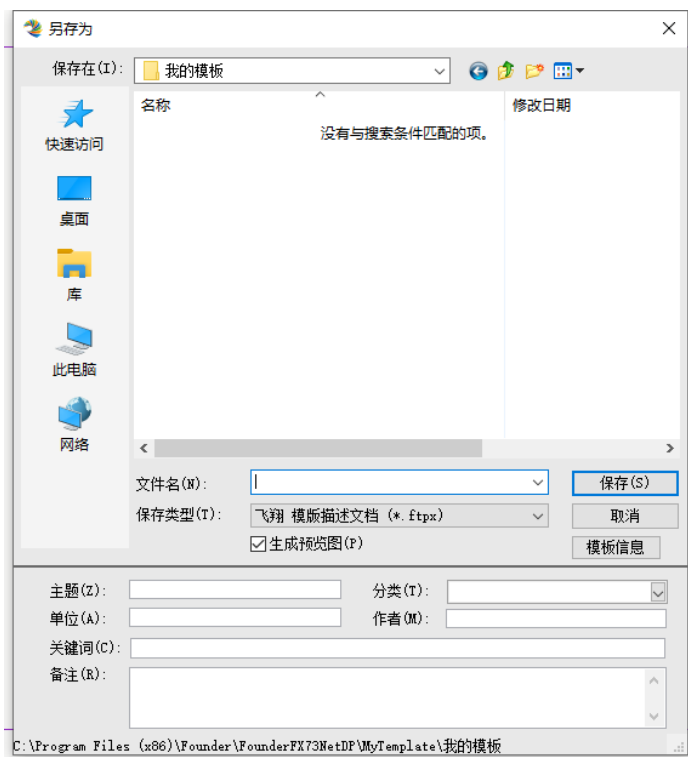 另存为
保存在(I):
我的模板
名称
修改日期
没有与搜索条件匹配的项。
快速访问
桌面
库
此电脑
网络
文件名(N):
保存(S)
保存类型(T):
飞翔 模版描述文档 (*.ftpx)
取消
生成预览图(P)
模板信息
主题(Z):
分类(T):
单位(A):
作者(M):
关键词(C):
备注(R):
C:\Program Files (x86)\Founder\FounderFX73NetDP\MyTemplate\我的模板